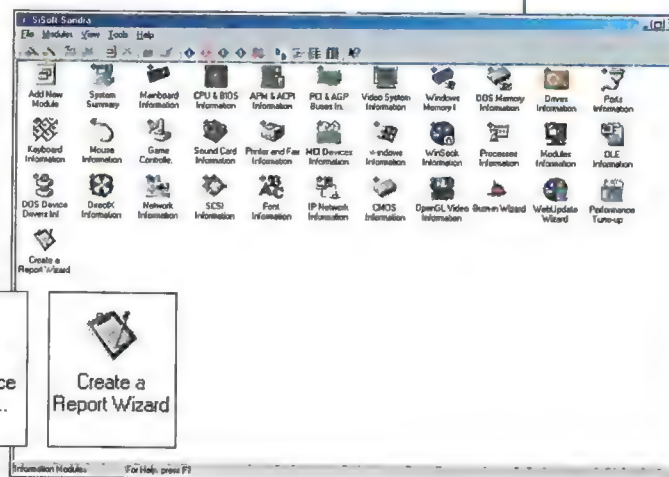 SiSoft Sandra
File Modules View Tools Help
Add New Module
System Summary
Mainboard Information
CPU & BIOS Information
APM & ACPI Information
PCI & AGP Buses In.
Video System Information
Windows Memory I
DOS Memory Information
Drives Information
Ports Information
Keyboard Information
Mouse Information
Game Controlle.
Sound Card Information
Printer and Fax Information
MCI Devices Information
Windows Information
WinSock Information
Processes Information
Modules Information
OLE Information
DOS Device Drivers Inf
DirectX Information
Network Information
SCSI Information
Font Information
IP Network Information
CMOS Information
OpenGL Video Information
Burn-in Wizard
WebUpdate Wizard
Performance Tune-up
Create a Report Wizard
ce
..
Create a
Report Wizard
Information Modules For Help, press F1